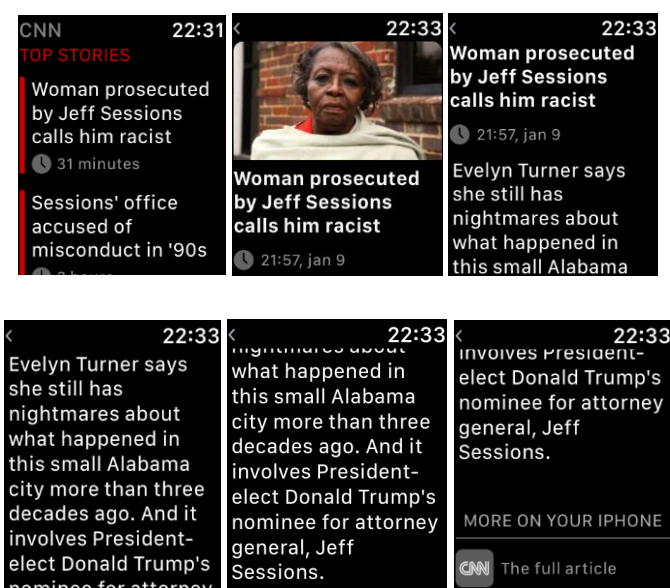 CNN 22:31
TOP STORIES
Woman prosecuted
by Jeff Sessions
calls him racist
31 minutes
Sessions' office
accused of
misconduct in '90s
22:33
Woman prosecuted
by Jeff Sessions
calls him racist
21:57, jan 9
22:33
Woman prosecuted
by Jeff Sessions
calls him racist
21:57, jan 9
Evelyn Turner says
she still has
nightmares about
what happened in
this small Alabama
22:33
Evelyn Turner says
she still has
nightmares about
what happened in
this small Alabama
city more than three
decades ago. And it
involves President-
elect Donald Trump's
nominee for attorney
22:33
nightmares about
what happened in
this small Alabama
city more than three
decades ago. And it
involves President-
elect Donald Trump's
nominee for attorney
general, Jeff
Sessions.
22:33
involves President-
elect Donald Trump's
nominee for attorney
general, Jeff
Sessions.
MORE ON YOUR IPHONE
CNN The full article